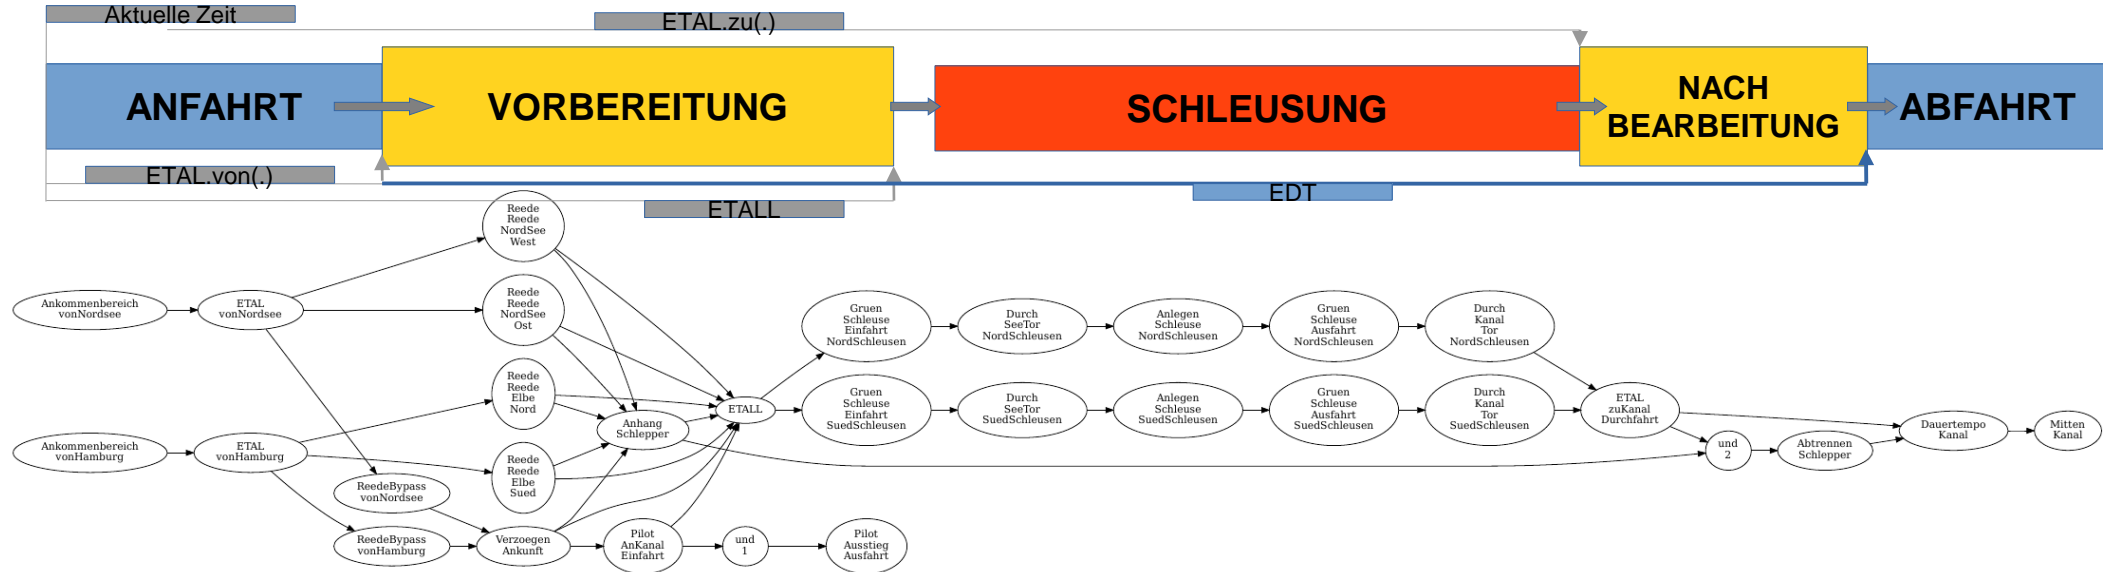 Aktuelle Zeit
ETAL.zu(.)
ANFAHRT
VORBEREITUNG
SCHLEUSUNG
NACH
BEARBEITUNG
ABFAHRT
ETAL.von(.)
EDT
ETALL
Reede
Reede
NordSee
West
Ankommenbereich
vonNordsee
ETAL
vonNordsee
Reede
Reede
NordSee
Ost
Gruen
Schleuse
Einfahrt
NordSchleusen
Durch
SeeTor
NordSchleusen
Anlegen
Schleuse
NordSchleusen
Gruen
Schleuse
Ausfahrt
NordSchleusen
Durch
Kanal
Tor
NordSchleusen
Reede
Reede
Elbe
Nord
ETALL
Gruen
Schleuse
Einfahrt
SuedSchleusen
Durch
SeeTor
SuedSchleusen
Anlegen
Schleuse
SuedSchleusen
Gruen
Schleuse
Ausfahrt
SuedSchleusen
Durch
Kanal
Tor
SuedSchleusen
ETAL
zuKanal
Durchfahrt
Anhang
Schlepper
Dauertempo
Kanal
Mitten
Kanal
Ankommenbereich
vonHamburg
ETAL
vonHamburg
und
2
Abtrennen
Schlepper
Reede
Reede
Elbe
Sued
ReedeBypass
vonNordsee
ReedeBypass
vonHamburg
Verzoegen
Ankunft
Pilot
AnKanal
Einfahrt
und
1
Pilot
Ausstieg
Ausfahrt